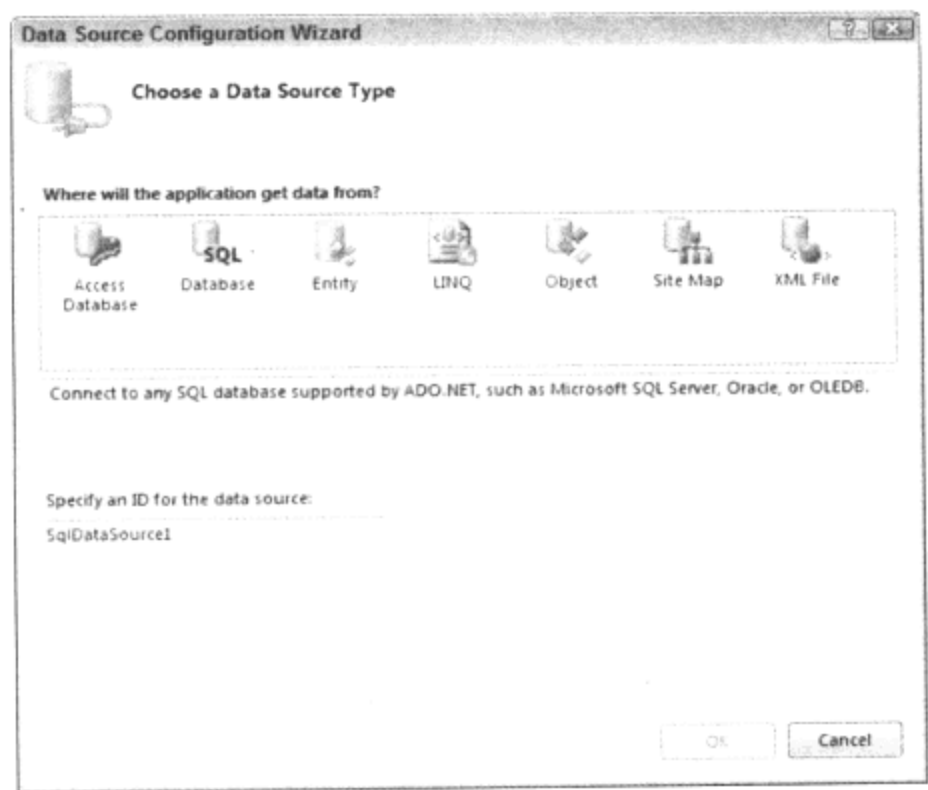 Data Source Configuration Wizard
Choose a Data Source Type
Where will the application get data from?
SQL
Access Database
Database
Entity
LINQ
Object
Site Map
XML File
Connect to any SQL database supported by ADO.NET, such as Microsoft SQL Server, Oracle, or OLEDB.
Specify an ID for the data source:
SqlDataSource1
OK
Cancel